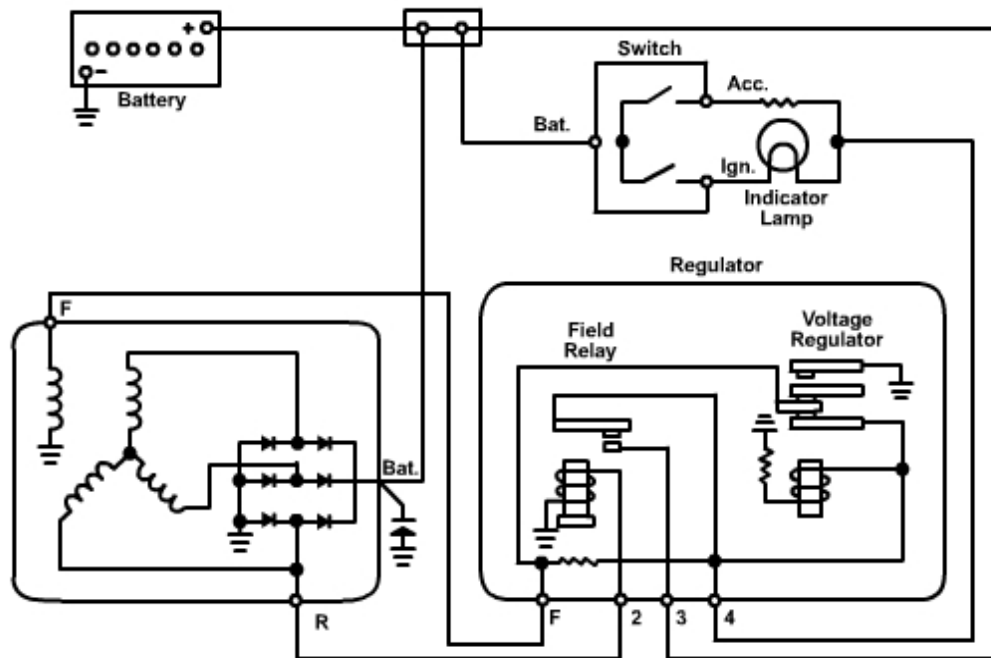 +
−
Battery
Switch
Acc.
Bat.
Ign.
Indicator
Lamp
Regulator
F
Field
Relay
Voltage
Regulator
Bat.
R
F
2
3
4